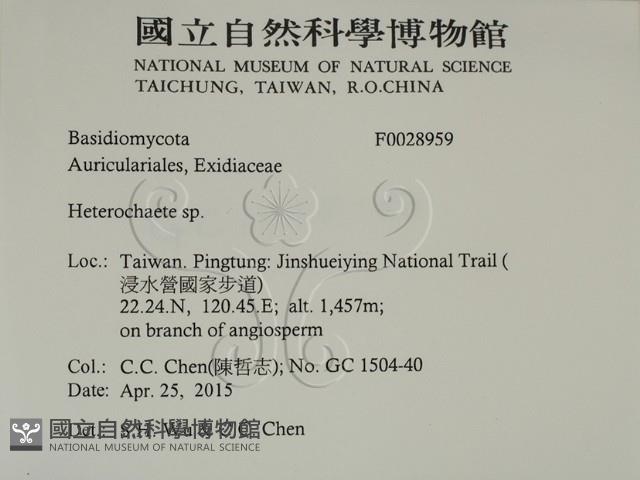 國立自然科學博物館
NATIONAL MUSEUM OF NATURAL SCIENCE
TAICHUNG, TAIWAN, R.O.CHINA
Basidiomycota F0028959
Auriculariales, Exidiaceae
Heterochaete sp.
Loc.: Taiwan. Pingtung: Jinshueiying National Trail (
浸水營國家步道)
22.24.N, 120.45.E; alt. 1,457m;
on branch of angiosperm
Col.: C.C. Chen(陳哲志); No. GC 1504-40
Date: Apr. 25, 2015
Det.: S.H. Wu & C.C. Chen
國立自然科學博物館
NATIONAL MUSEUM OF NATURAL SCIENCE